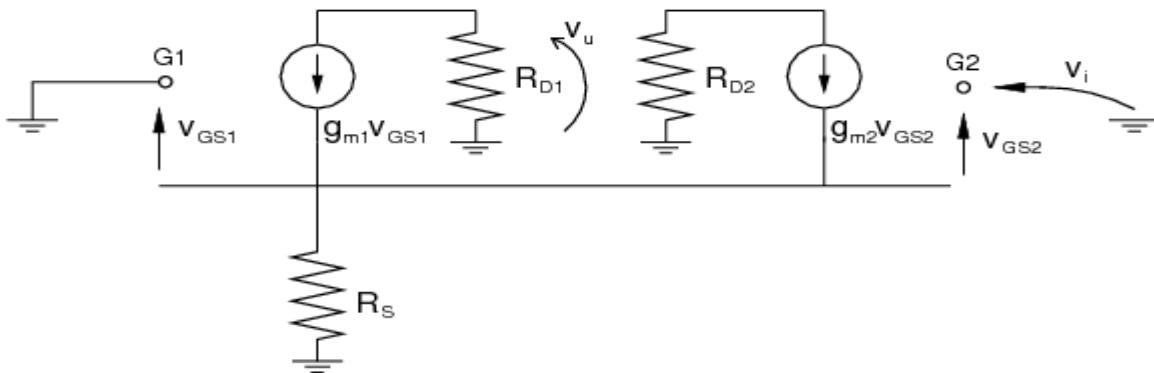 G1
v_GS1
g_m1v_GS1
R_D1
v_u
R_D2
g_m2v_GS2
G2
v_i
v_GS2
R_S